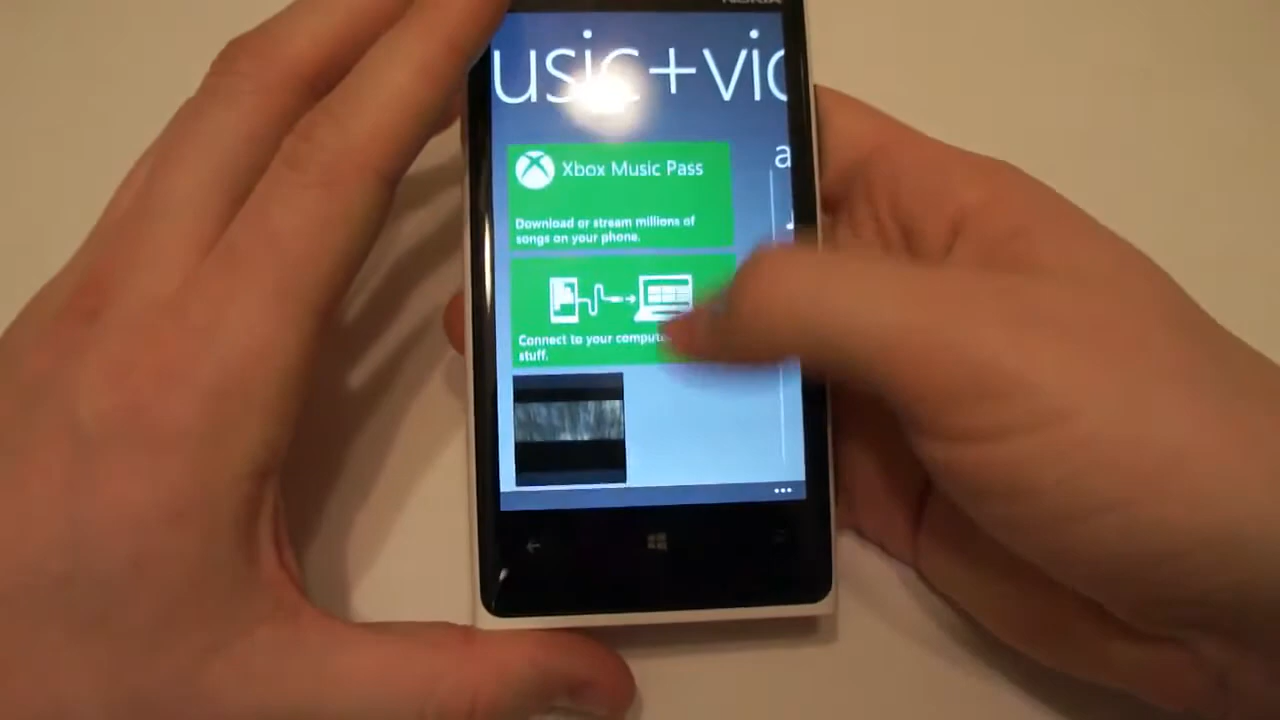 NOKIA
usic+vid
Xbox Music Pass
a
Download or stream millions of
songs on your phone.
Connect to your compute
stuff.